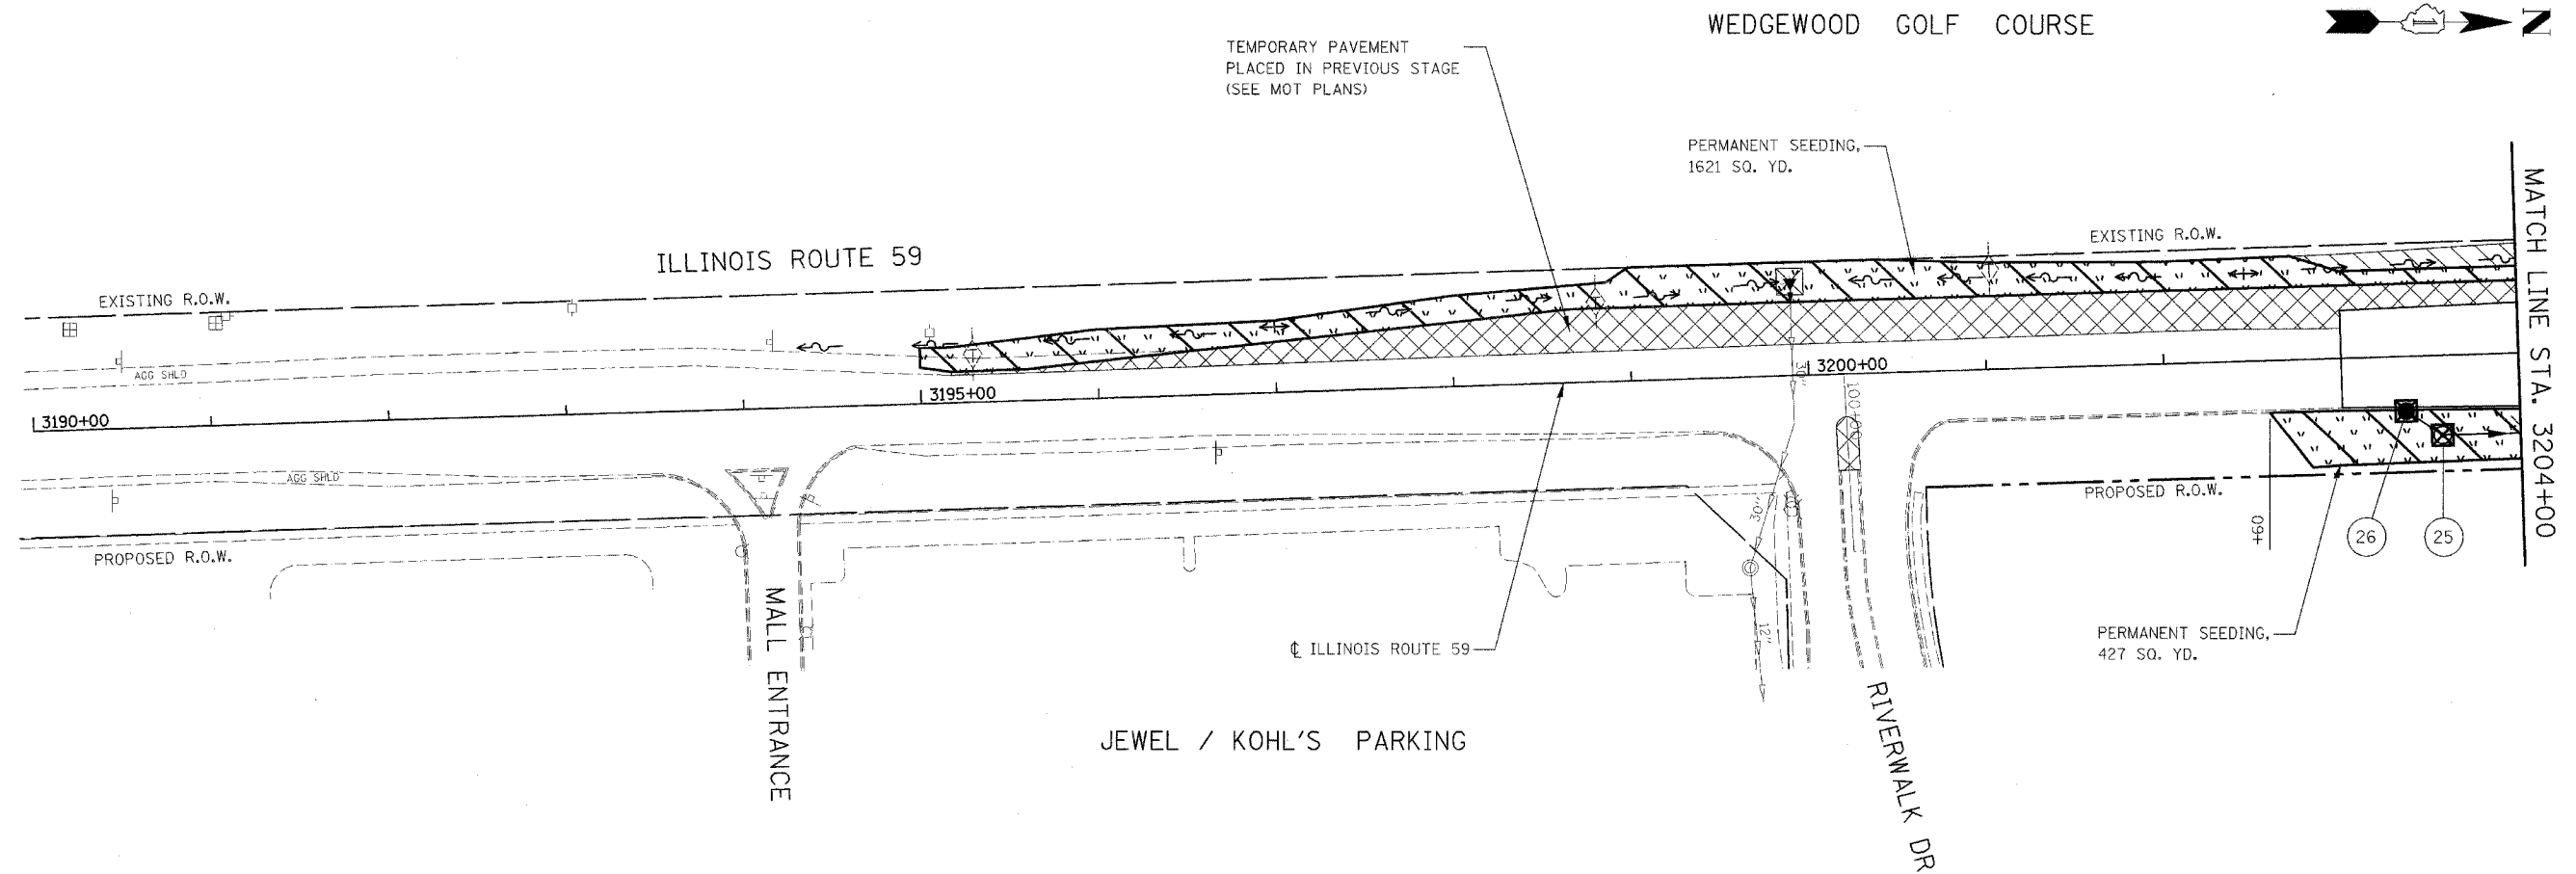 WEDGEWOOD GOLF COURSE
N
TEMPORARY PAVEMENT
PLACED IN PREVIOUS STAGE
(SEE MOT PLANS)
PERMANENT SEEDING,
1621 SQ. YD.
MATCH LINE STA. 3204+00
EXISTING R.O.W.
ILLINOIS ROUTE 59
EXISTING R.O.W.
AGG SHLD
3190+00
3195+00
3200+00
30"
100+00
AGG SHLD
PROPOSED R.O.W.
PROPOSED R.O.W.
30"
+60
26
25
12"
MALL ENTRANCE
℄ ILLINOIS ROUTE 59
PERMANENT SEEDING,
427 SQ. YD.
RIVERWALK DR
JEWEL / KOHL'S PARKING